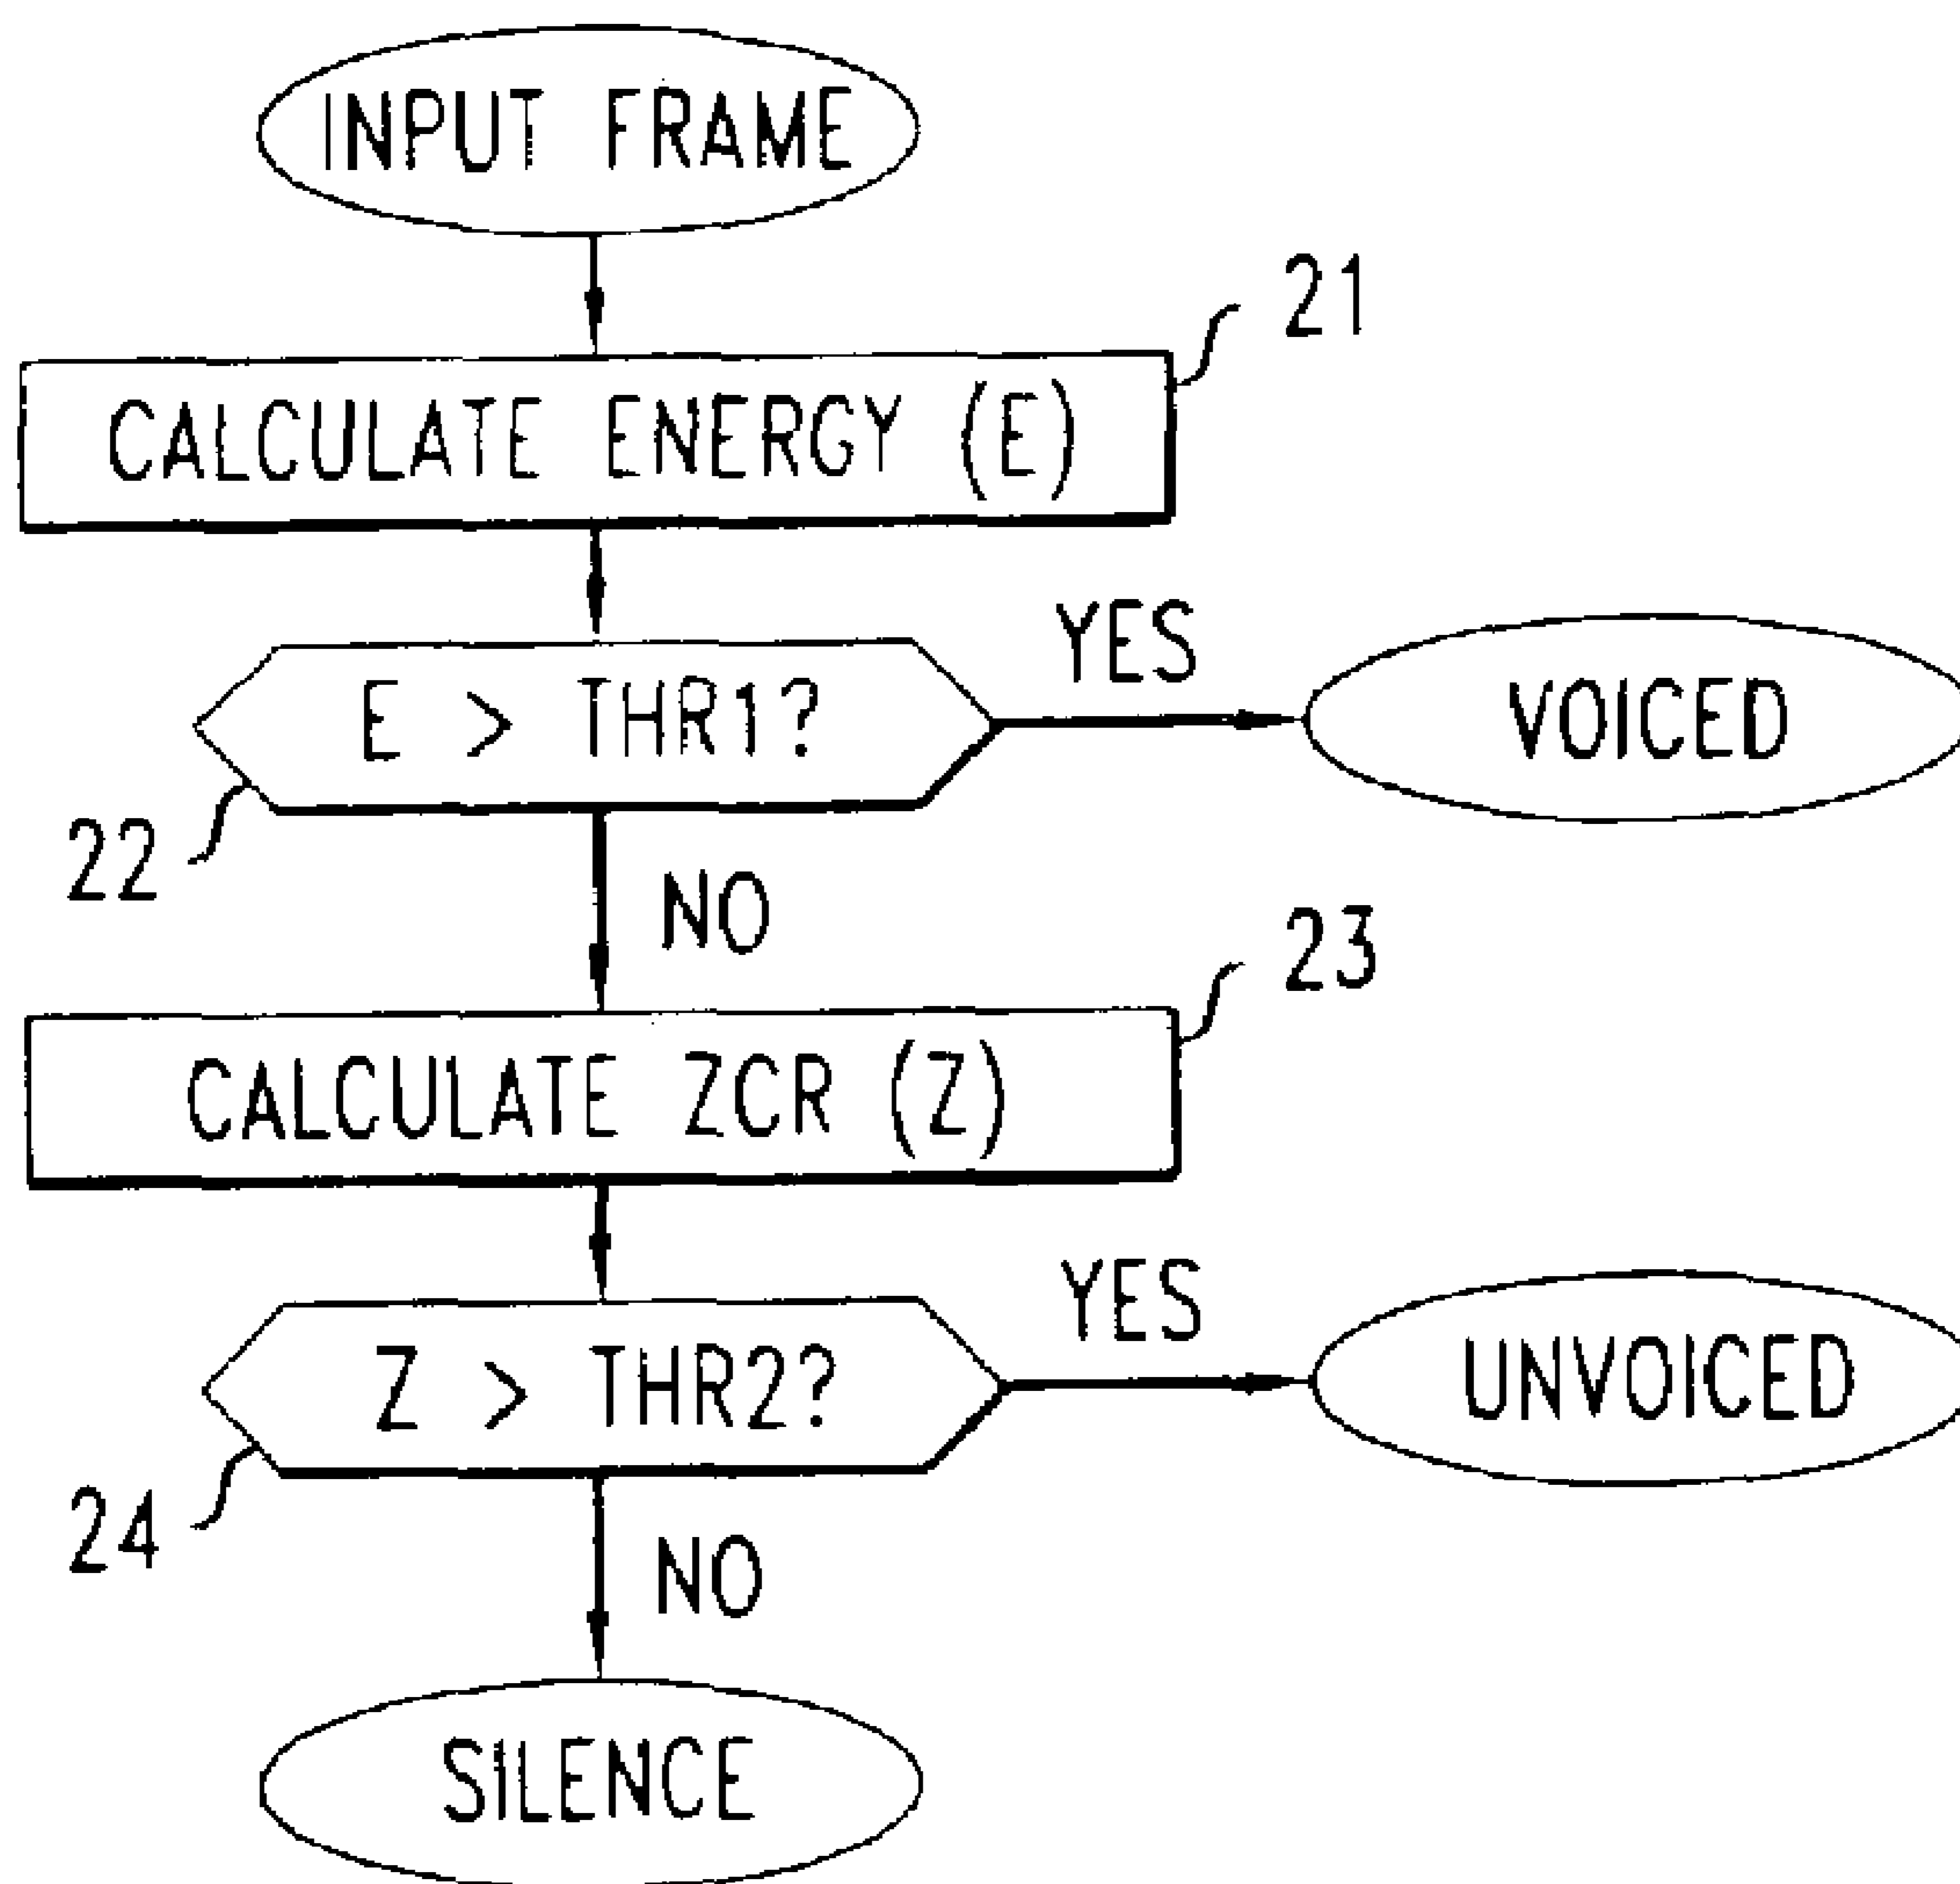 INPUT FRAME
21
CALCULATE ENERGY (E)
YES
E > THR1?
VOICED
22
NO
23
CALCULATE ZCR (Z)
YES
Z > THR2?
UNVOICED
24
NO
SILENCE